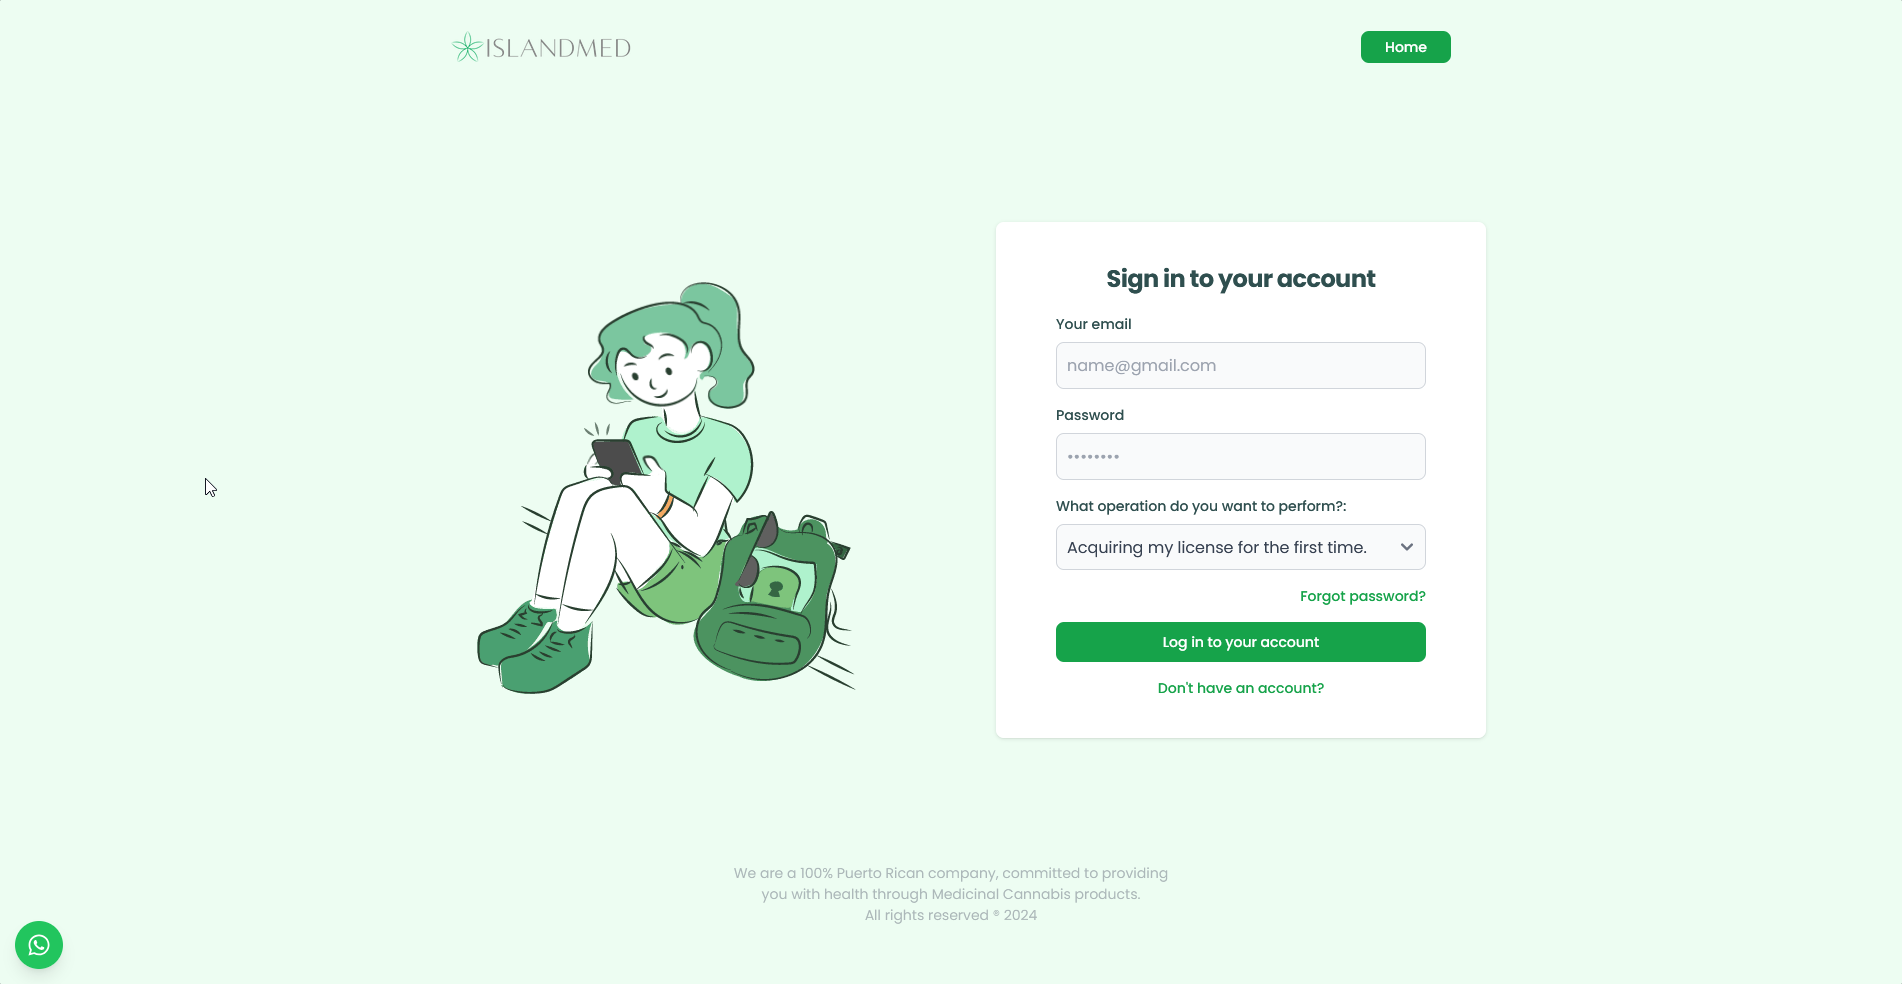 ISLANDMED
Home
Sign in to your account
Your email
name@gmail.com
Password
••••••••
What operation do you want to perform?:
Acquiring my license for the first time.
Forgot password?
Log in to your account
Don't have an account?
We are a 100% Puerto Rican company, committed to providing
you with health through Medicinal Cannabis products.
All rights reserved ® 2024